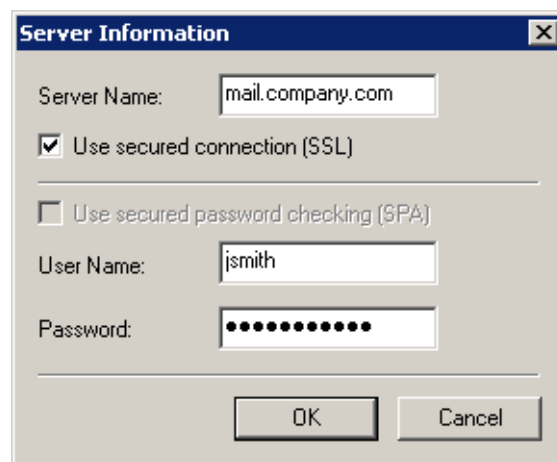 Server Information
Server Name: mail.company.com
Use secured connection (SSL)
Use secured password checking (SPA)
User Name: jsmith
Password: •••••••••••
OK Cancel